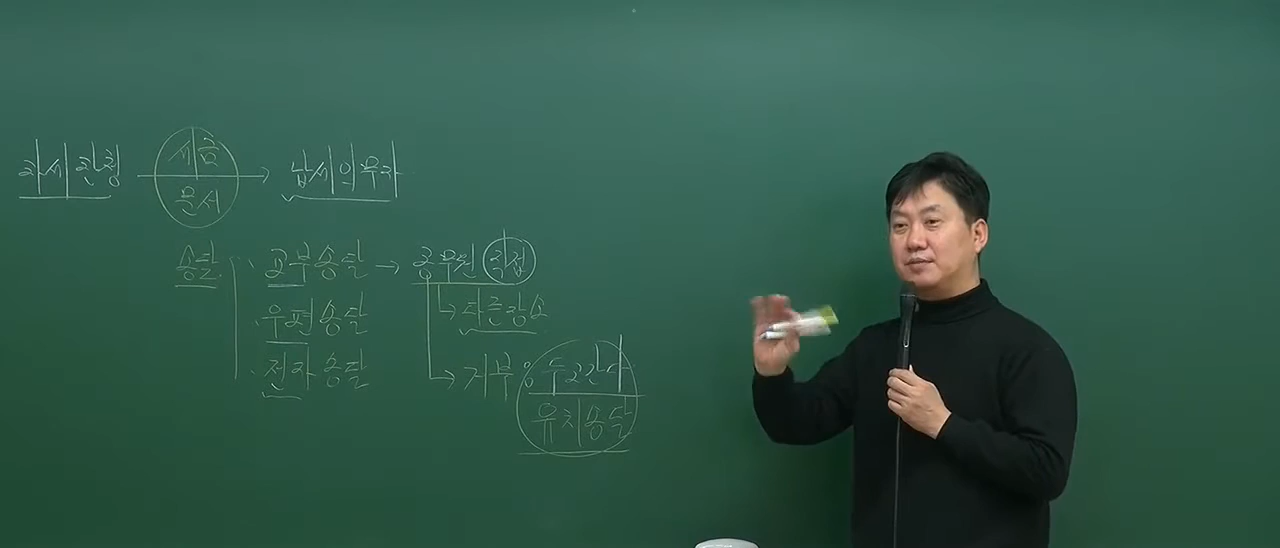 과세관청 세금 → 납세의무자
문서
송달 교부송달 → 공무원 직접
우편송달 → 다른장소
전자송달 → 거부 두고간다
유치송달